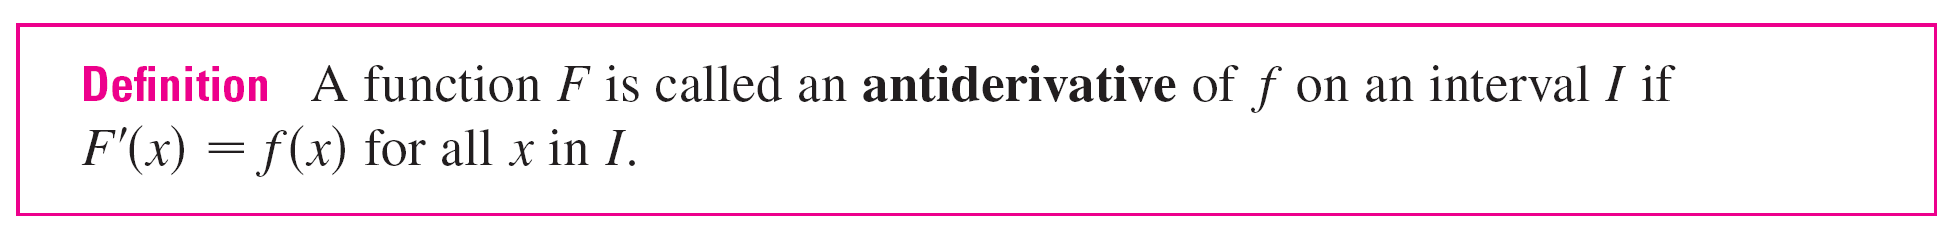 Definition A function F is called an antiderivative of f on an interval I if
F′(x) = f(x) for all x in I.